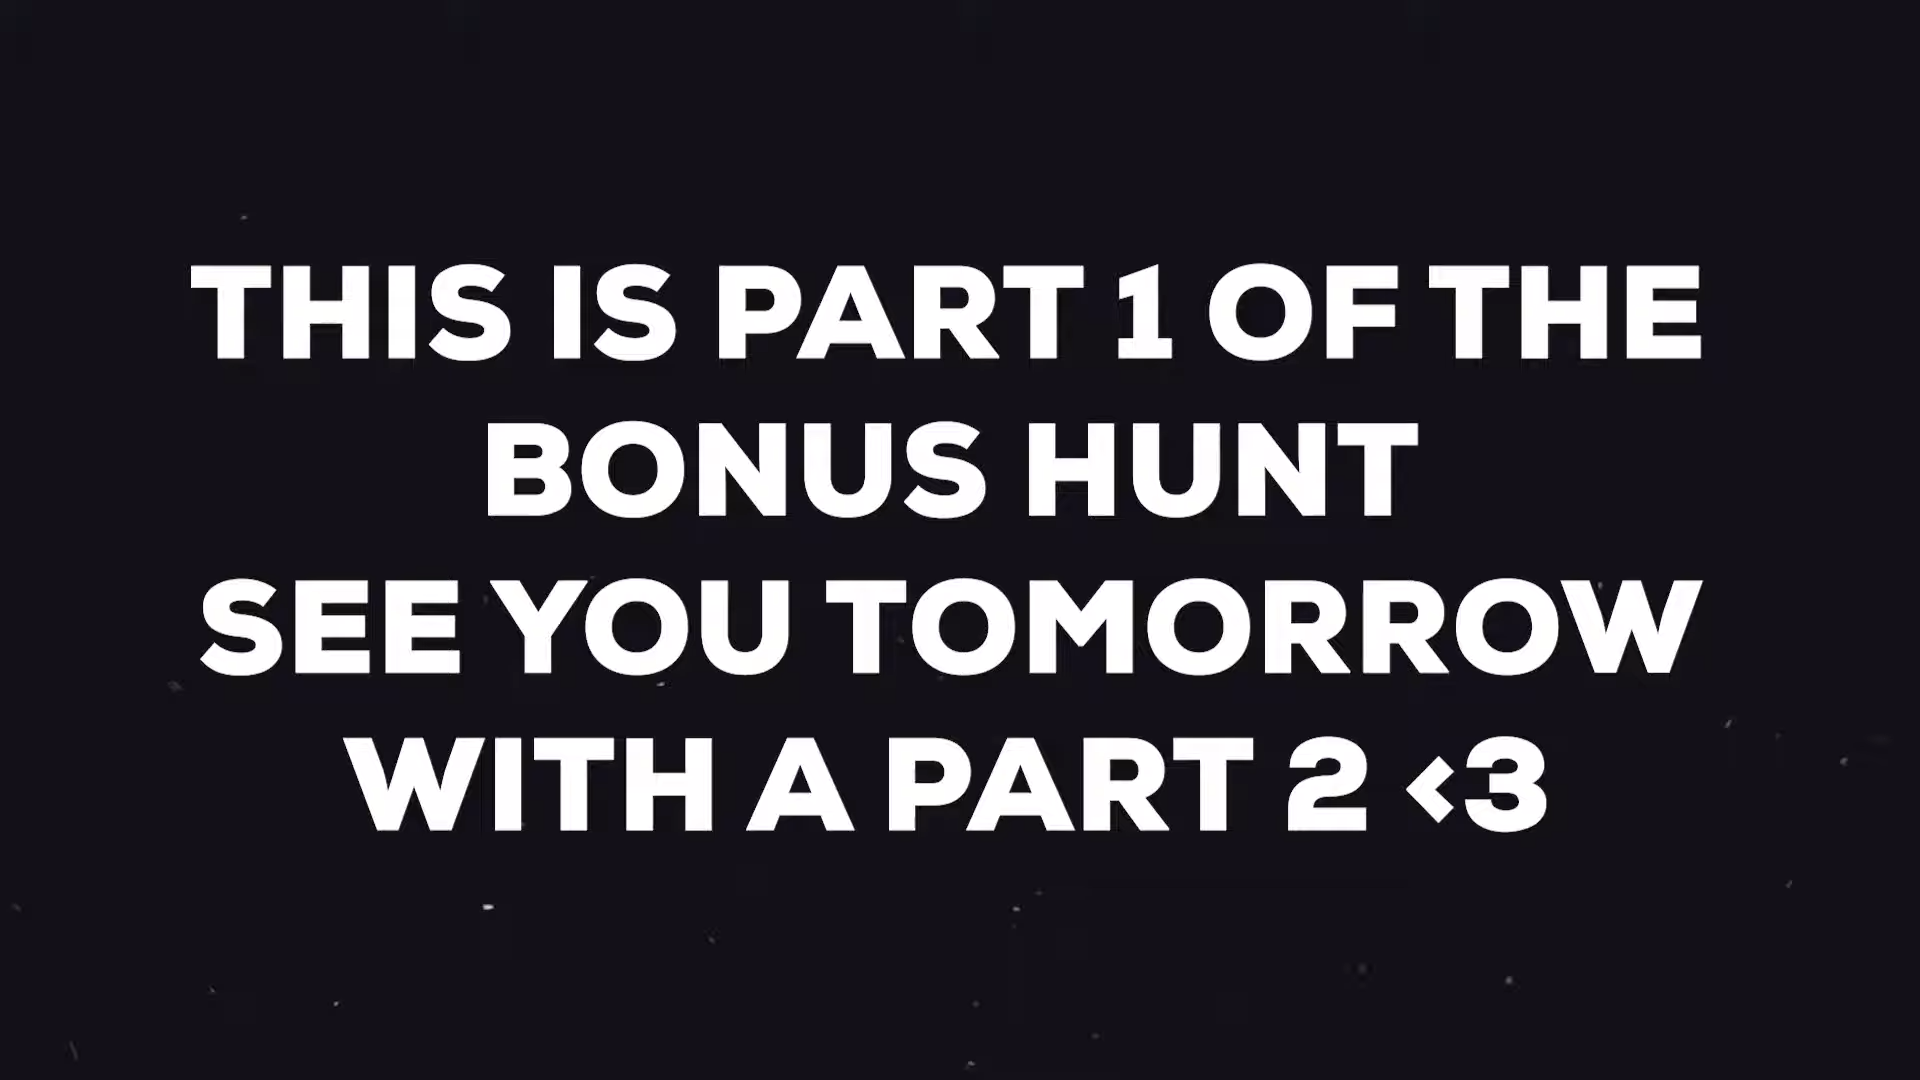 THIS IS PART 1 OF THE
BONUS HUNT
SEE YOU TOMORROW
WITH A PART 2 <3